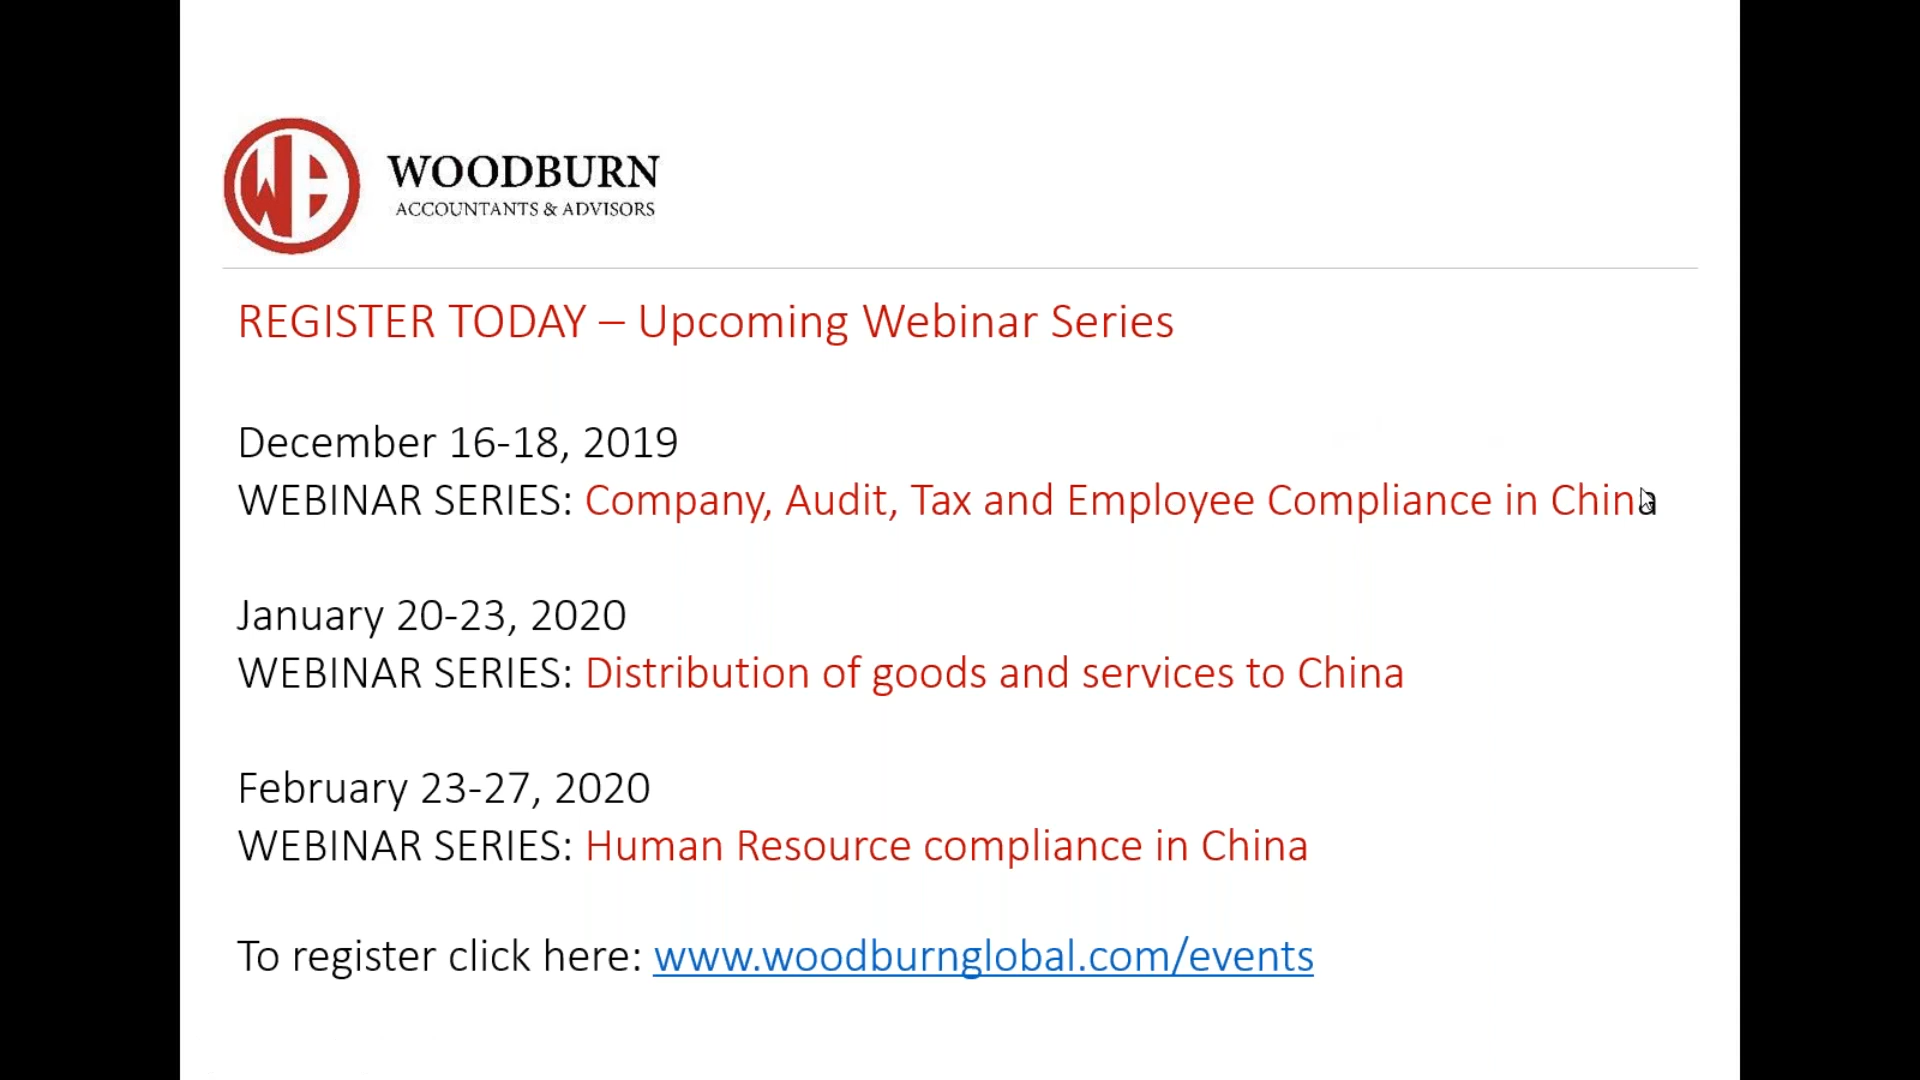 WOODBURN
ACCOUNTANTS & ADVISORS
REGISTER TODAY – Upcoming Webinar Series
December 16-18, 2019
WEBINAR SERIES: Company, Audit, Tax and Employee Compliance in China
January 20-23, 2020
WEBINAR SERIES: Distribution of goods and services to China
February 23-27, 2020
WEBINAR SERIES: Human Resource compliance in China
To register click here: www.woodburnglobal.com/events